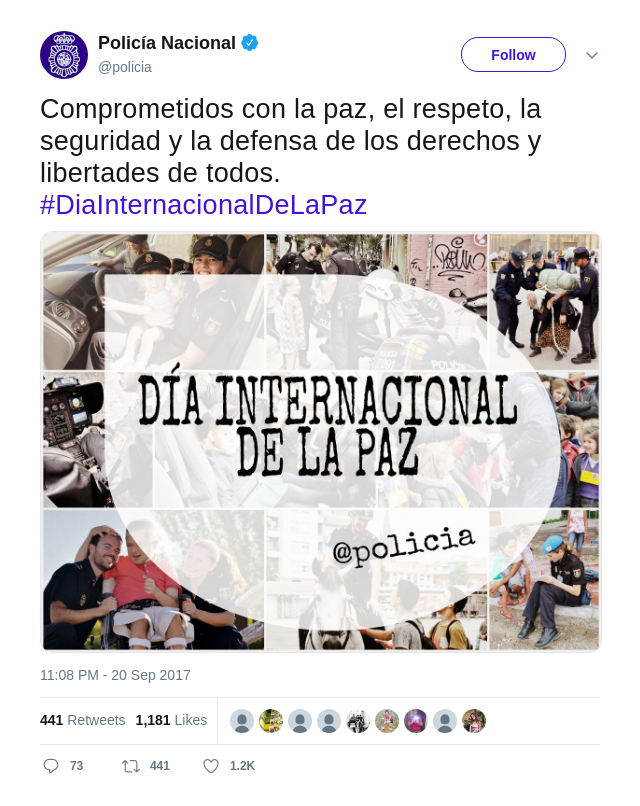 Policía Nacional
@policia
Follow
Comprometidos con la paz, el respeto, la
seguridad y la defensa de los derechos y
libertades de todos.
#DiaInternacionalDeLaPaz
DÍA INTERNACIONAL
DE LA PAZ
@policia
11:08 PM - 20 Sep 2017
441 Retweets 1,181 Likes
73 441 1.2K